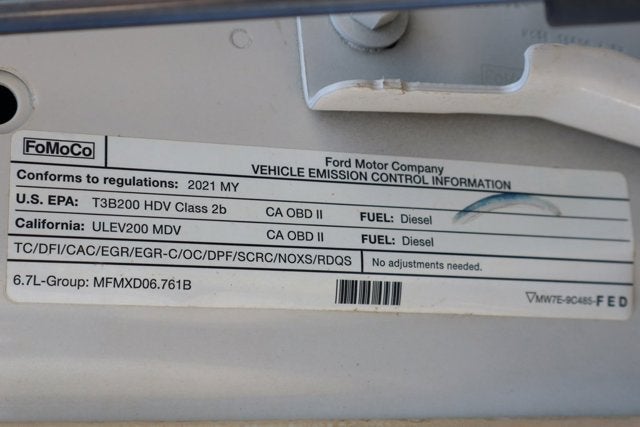 FoMoCo
Ford Motor Company
VEHICLE EMISSION CONTROL INFORMATION
Conforms to regulations: 2021 MY
U.S. EPA: T3B200 HDV Class 2b CA OBD II FUEL: Diesel
California: ULEV200 MDV CA OBD II FUEL: Diesel
TC/DFI/CAC/EGR/EGR-C/OC/DPF/SCRC/NOXS/RDQS No adjustments needed.
6.7L-Group: MFMXD06.761B ▽MW7E-9C485-FED